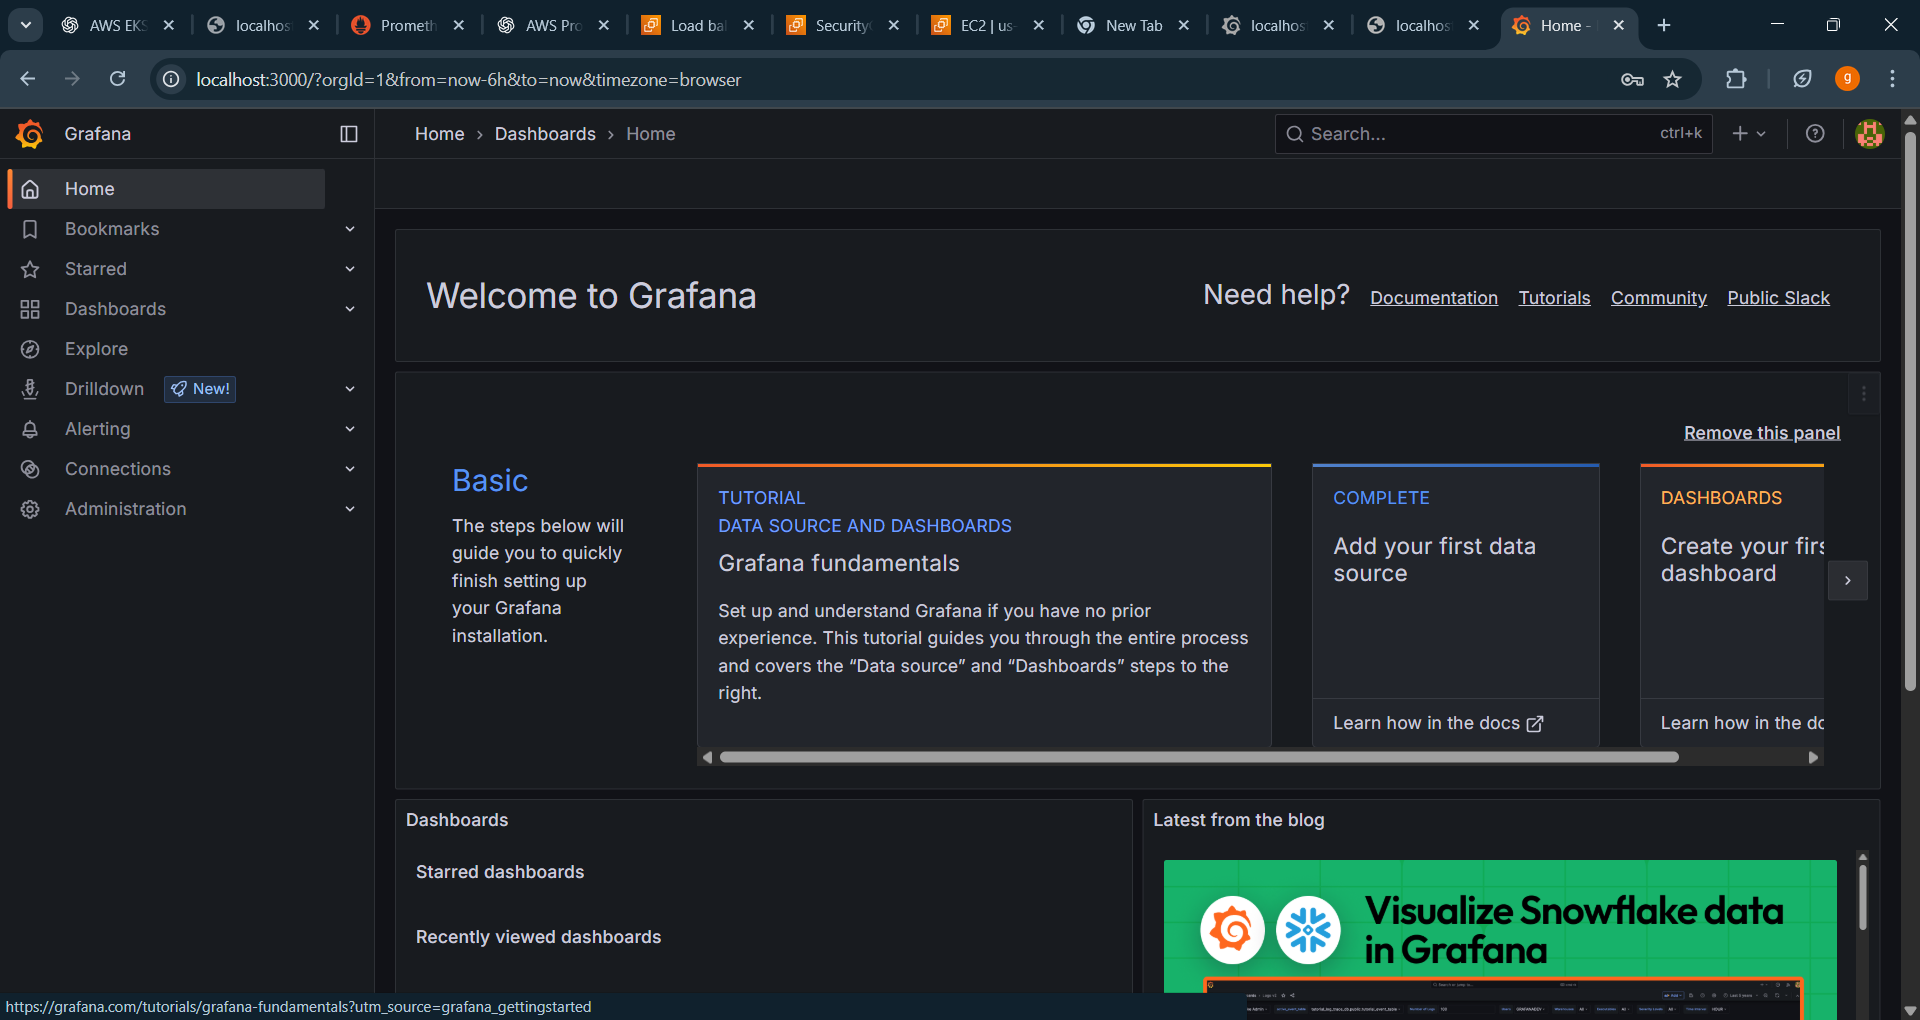 AWS EKS
localhos
Prometh
AWS Pro
Load ba
Security
EC2 | us-
New Tab
localhos
localhos
Home -
localhost:3000/?orgId=1&from=now-6h&to=now&timezone=browser
g
Grafana
Home › Dashboards › Home
Search...
ctrl+k
Home
Bookmarks
Starred
Dashboards
Explore
Drilldown
New!
Alerting
Connections
Administration
Welcome to Grafana
Need help?
Documentation
Tutorials
Community
Public Slack
Remove this panel
Basic
The steps below will
guide you to quickly
finish setting up
your Grafana
installation.
TUTORIAL
DATA SOURCE AND DASHBOARDS
Grafana fundamentals
Set up and understand Grafana if you have no prior
experience. This tutorial guides you through the entire process
and covers the “Data source” and “Dashboards” steps to the
right.
COMPLETE
Add your first data
source
Learn how in the docs
DASHBOARDS
Create your firs
dashboard
Learn how in the do
Dashboards
Starred dashboards
Recently viewed dashboards
Latest from the blog
Visualize Snowflake data
in Grafana
https://grafana.com/tutorials/grafana-fundamentals?utm_source=grafana_gettingstarted